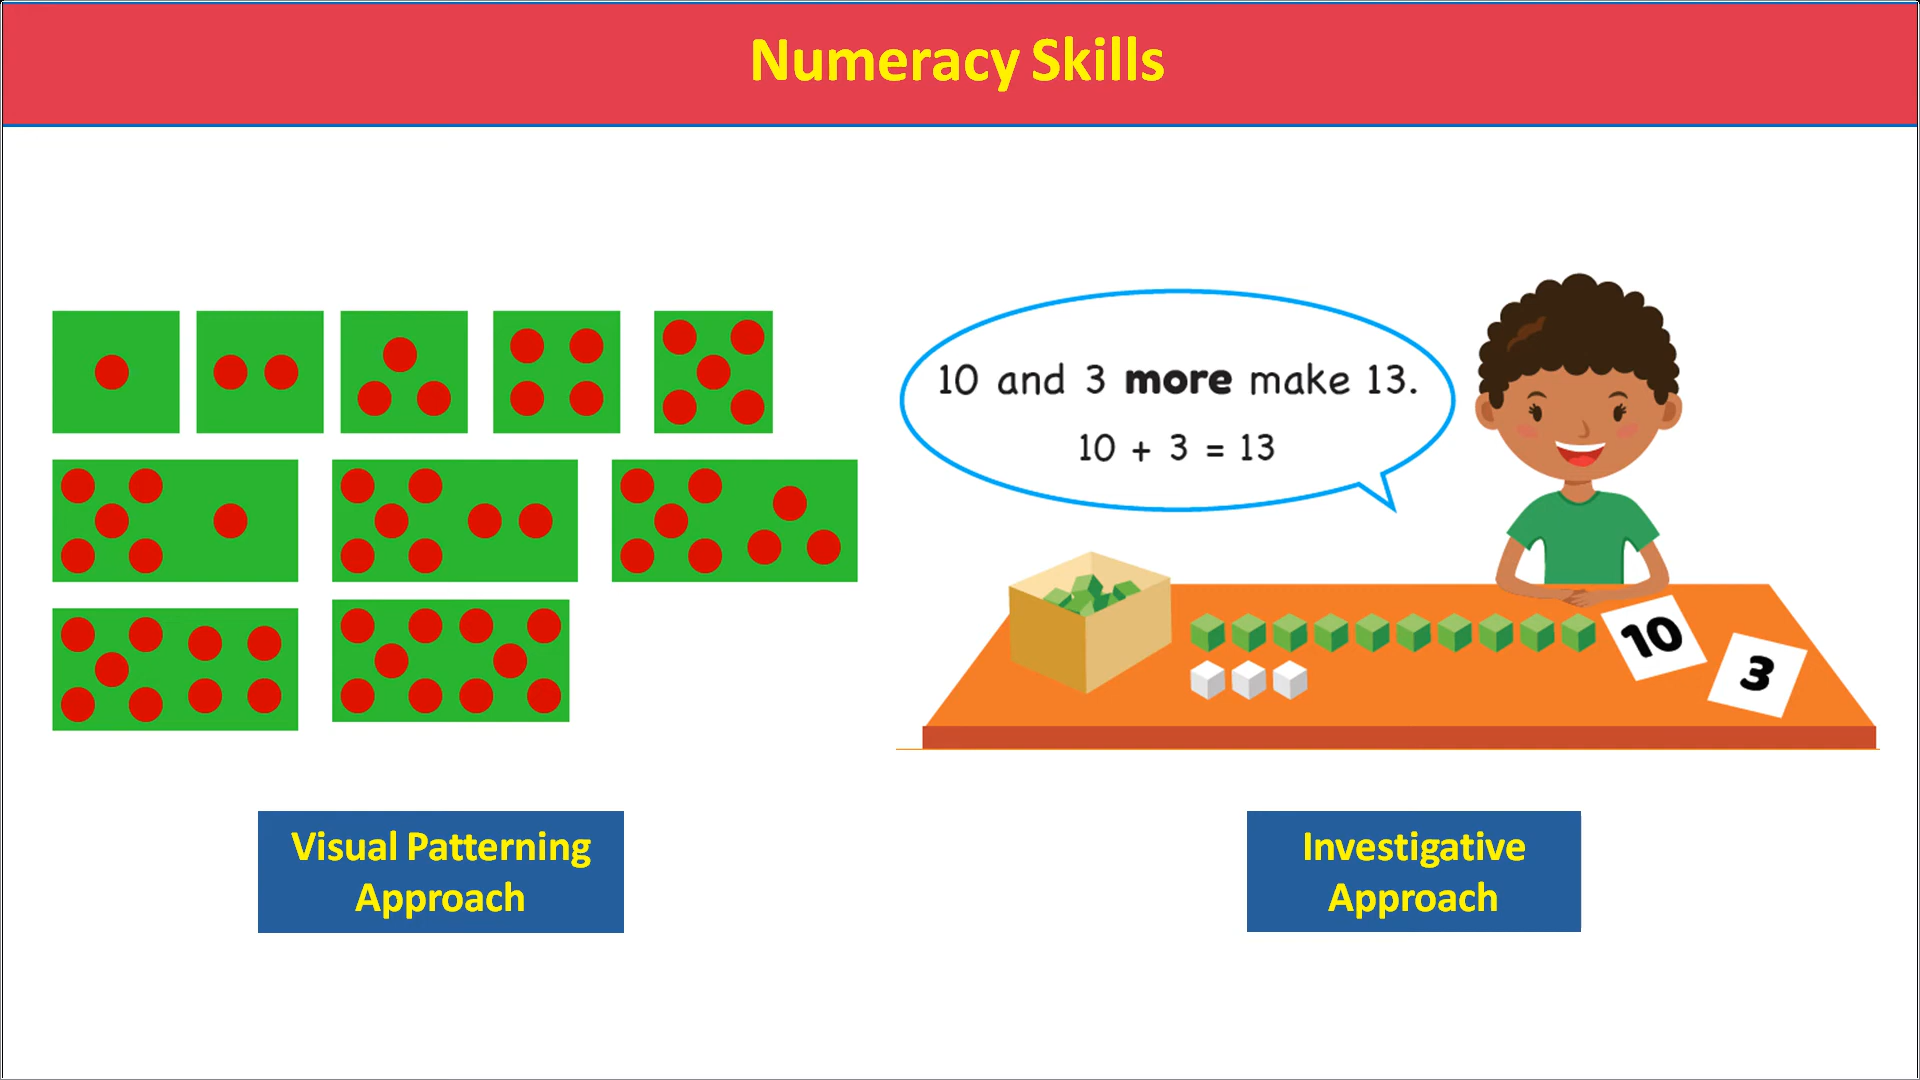 Numeracy Skills
10 and 3 more make 13.
10 + 3 = 13
10
3
Visual Patterning
Approach
Investigative
Approach